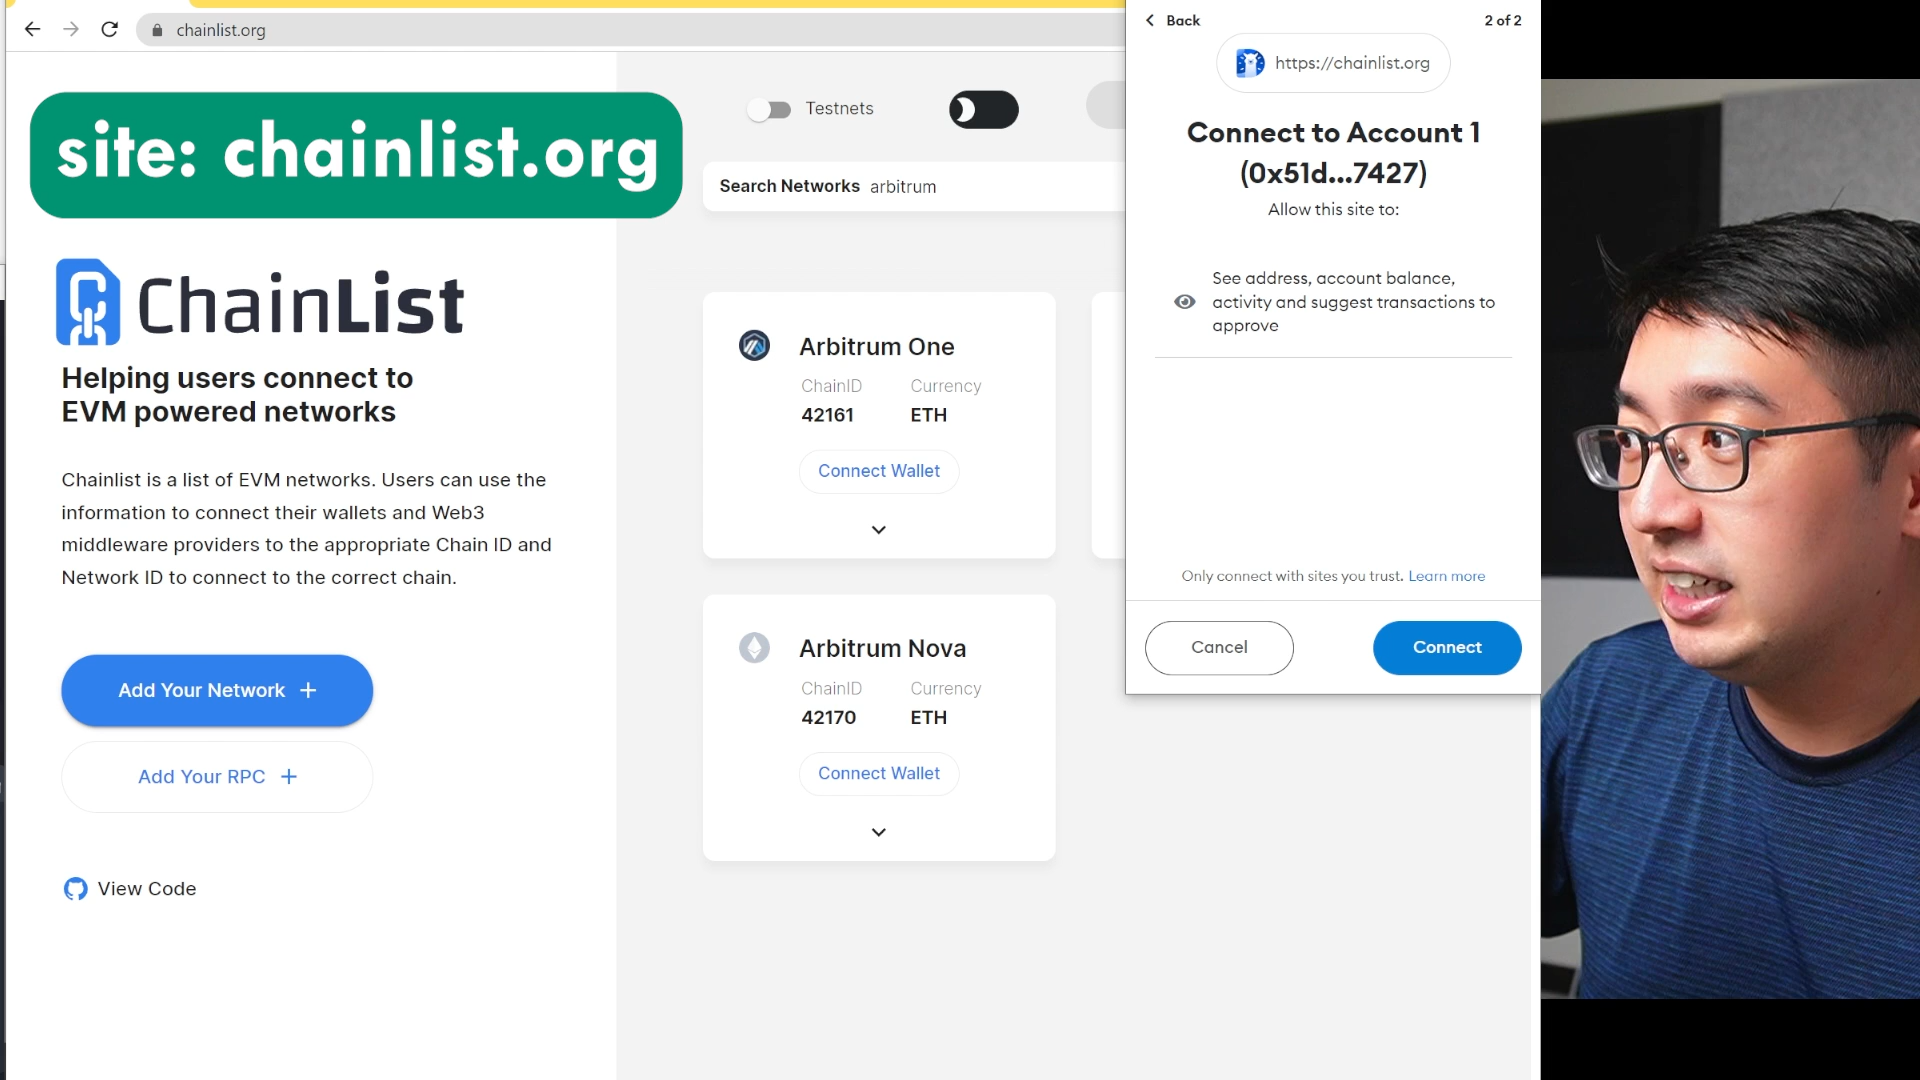 chainlist.org
site: chainlist.org
ChainList
Helping users connect to
EVM powered networks
Chainlist is a list of EVM networks. Users can use the
information to connect their wallets and Web3
middleware providers to the appropriate Chain ID and
Network ID to connect to the correct chain.
Add Your Network +
Add Your RPC +
View Code
Testnets
Search Networks arbitrum
Arbitrum One
ChainID Currency
42161 ETH
Connect Wallet
Arbitrum Nova
ChainID Currency
42170 ETH
Connect Wallet
Back 2 of 2
https://chainlist.org
Connect to Account 1
(0x51d...7427)
Allow this site to:
See address, account balance,
activity and suggest transactions to
approve
Only connect with sites you trust. Learn more
Cancel Connect